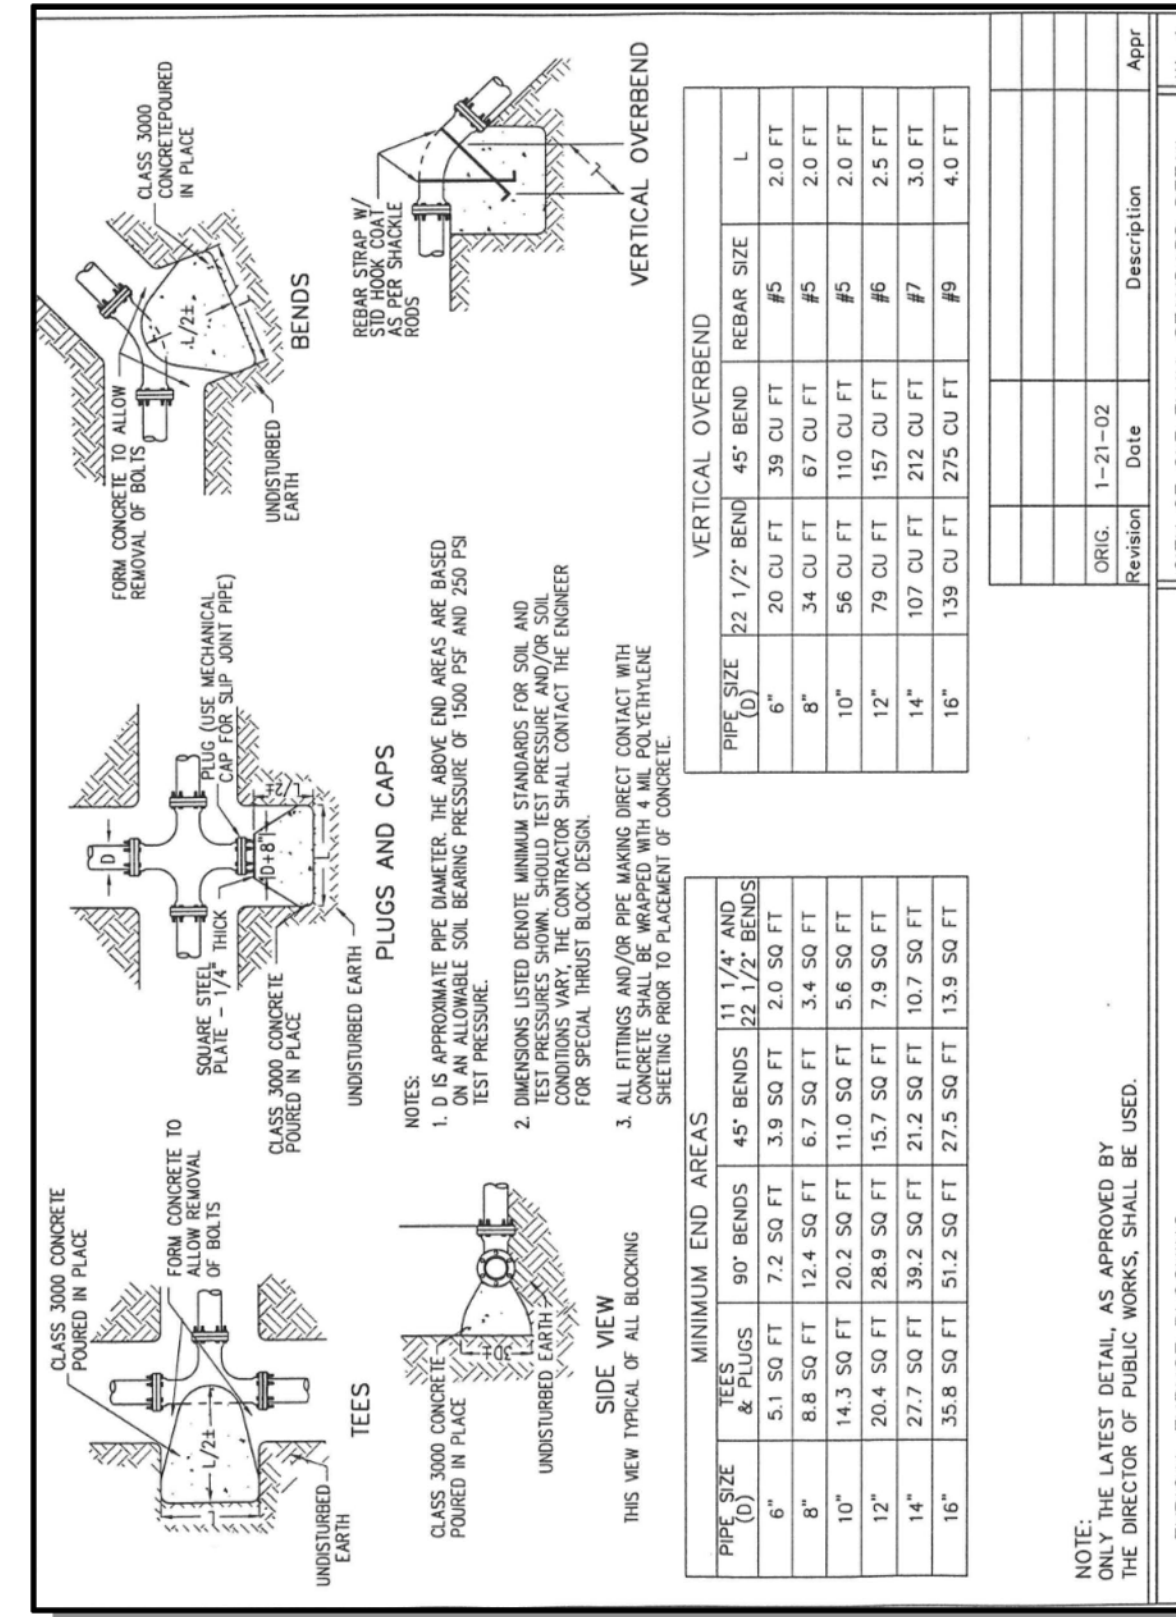 CLASS 3000 CONCRETE
POURED IN PLACE
FORM CONCRETE TO
ALLOW REMOVAL
OF BOLTS
L/2±
L
UNDISTURBED
EARTH
TEES
D
SQUARE STEEL
PLATE - 1/4" THICK
PLUG (USE MECHANICAL
CAP FOR SLIP JOINT PIPE)
D+8"
L/2±
L
CLASS 3000 CONCRETE
POURED IN PLACE
UNDISTURBED EARTH
PLUGS AND CAPS
FORM CONCRETE TO ALLOW
REMOVAL OF BOLTS
CLASS 3000
CONCRETEPOURED
IN PLACE
L/2±
L
UNDISTURBED
EARTH
BENDS
CLASS 3000 CONCRETE
POURED IN PLACE
3D±
UNDISTURBED EARTH
SIDE VIEW
THIS VIEW TYPICAL OF ALL BLOCKING
NOTES:
1. D IS APPROXIMATE PIPE DIAMETER. THE ABOVE END AREAS ARE BASED
ON AN ALLOWABLE SOIL BEARING PRESSURE OF 1500 PSF AND 250 PSI
TEST PRESSURE.
2. DIMENSIONS LISTED DENOTE MINIMUM STANDARDS FOR SOIL AND
TEST PRESSURES SHOWN. SHOULD TEST PRESSURE AND/OR SOIL
CONDITIONS VARY, THE CONTRACTOR SHALL CONTACT THE ENGINEER
FOR SPECIAL THRUST BLOCK DESIGN.
3. ALL FITTINGS AND/OR PIPE MAKING DIRECT CONTACT WITH
CONCRETE SHALL BE WRAPPED WITH 4 MIL POLYETHYLENE
SHEETING PRIOR TO PLACEMENT OF CONCRETE.
REBAR STRAP W/
STD HOOK COAT
AS PER SHACKLE
RODS
L
VERTICAL OVERBEND
MINIMUM END AREAS
PIPE SIZE (D) TEES & PLUGS 90° BENDS 45° BENDS 11 1/4° AND 22 1/2° BENDS
6" 5.1 SQ FT 7.2 SQ FT 3.9 SQ FT 2.0 SQ FT
8" 8.8 SQ FT 12.4 SQ FT 6.7 SQ FT 3.4 SQ FT
10" 14.3 SQ FT 20.2 SQ FT 11.0 SQ FT 5.6 SQ FT
12" 20.4 SQ FT 28.9 SQ FT 15.7 SQ FT 7.9 SQ FT
14" 27.7 SQ FT 39.2 SQ FT 21.2 SQ FT 10.7 SQ FT
16" 35.8 SQ FT 51.2 SQ FT 27.5 SQ FT 13.9 SQ FT
VERTICAL OVERBEND
PIPE SIZE (D) 22 1/2° BEND 45° BEND REBAR SIZE L
6" 20 CU FT 39 CU FT #5 2.0 FT
8" 34 CU FT 67 CU FT #5 2.0 FT
10" 56 CU FT 110 CU FT #5 2.0 FT
12" 79 CU FT 157 CU FT #6 2.5 FT
14" 107 CU FT 212 CU FT #7 3.0 FT
16" 139 CU FT 275 CU FT #9 4.0 FT
NOTE:
ONLY THE LATEST DETAIL, AS APPROVED BY
THE DIRECTOR OF PUBLIC WORKS, SHALL BE USED.
ORIG. 1-21-02
Revision Date Description Appr